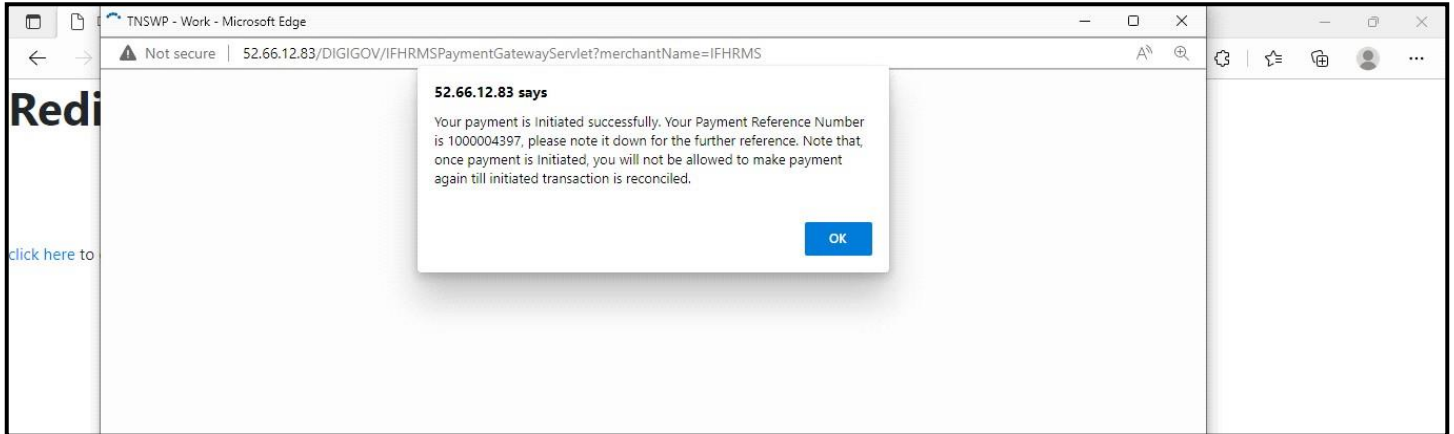 TNSWP - Work - Microsoft Edge
Not secure | 52.66.12.83/DIGIGOV/IFHRMSPaymentGatewayServlet?merchantName=IFHRMS
Redi
52.66.12.83 says
Your payment is Initiated successfully. Your Payment Reference Number
is 1000004397, please note it down for the further reference. Note that,
once payment is Initiated, you will not be allowed to make payment
again till initiated transaction is reconciled.
OK
click here to